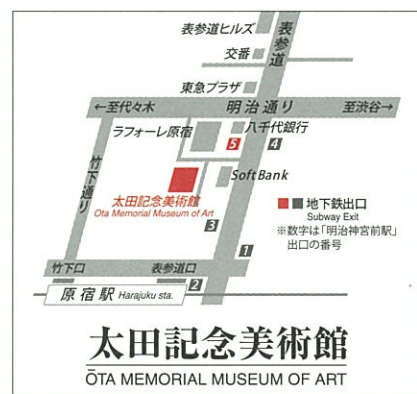 表参道ヒルズ
表参道
交番
東急プラザ
←至代々木
明治通り
至渋谷→
ラフォーレ原宿
八千代銀行
5
4
竹下通り
SoftBank
太田記念美術館
Ota Memorial Museum of Art
3
地下鉄出口
Subway Exit
※数字は「明治神宮前駅」
出口の番号
1
竹下口
表参道口
2
原宿駅 Harajuku sta.
太田記念美術館
ŌTA MEMORIAL MUSEUM OF ART